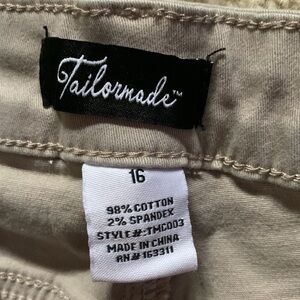 Tailormade™
16
98% COTTON
2% SPANDEX
STYLE#:TMC003
MADE IN CHINA
RN# 163311